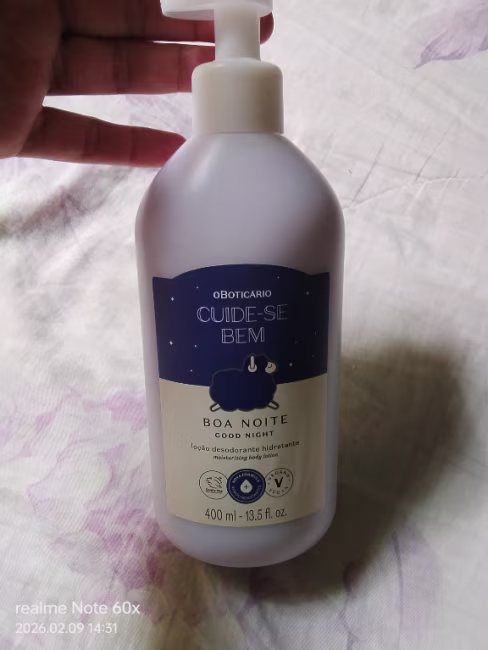 oBOTICÁRIO
CUIDE-SE
BEM
BOA NOITE
GOOD NIGHT
loção desodorante hidratante
moisturizing body lotion
VEGAN
V
400 ml - 13.5 fl. oz.
realme Note 60x
2026.02.09 14:31